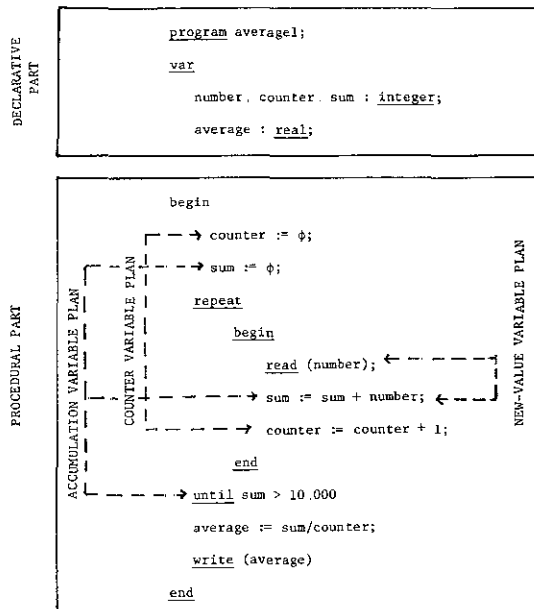 DECLARATIVE PART
program average1;
var
number, counter, sum : integer;
average : real;
PROCEDURAL PART
ACCUMULATION VARIABLE PLAN
COUNTER VARIABLE PLAN
NEW-VALUE VARIABLE PLAN
begin
counter := ϕ;
sum := ϕ;
repeat
begin
read (number);
sum := sum + number;
counter := counter + 1;
end
until sum > 10,000
average := sum/counter;
write (average)
end